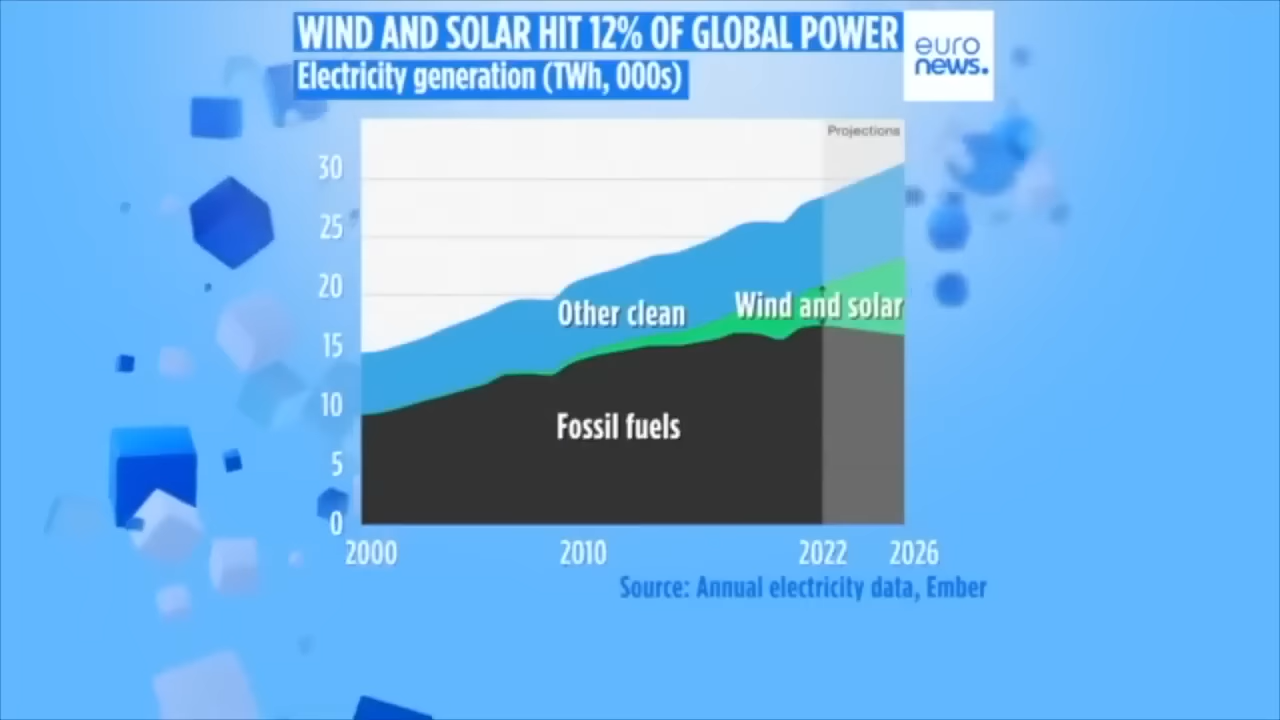 WIND AND SOLAR HIT 12% OF GLOBAL POWER
Electricity generation (TWh, 000s)
euro
news.
Projections
30
25
20
15
10
5
0
Other clean
Wind and solar
Fossil fuels
2000 2010 2022 2026
Source: Annual electricity data, Ember